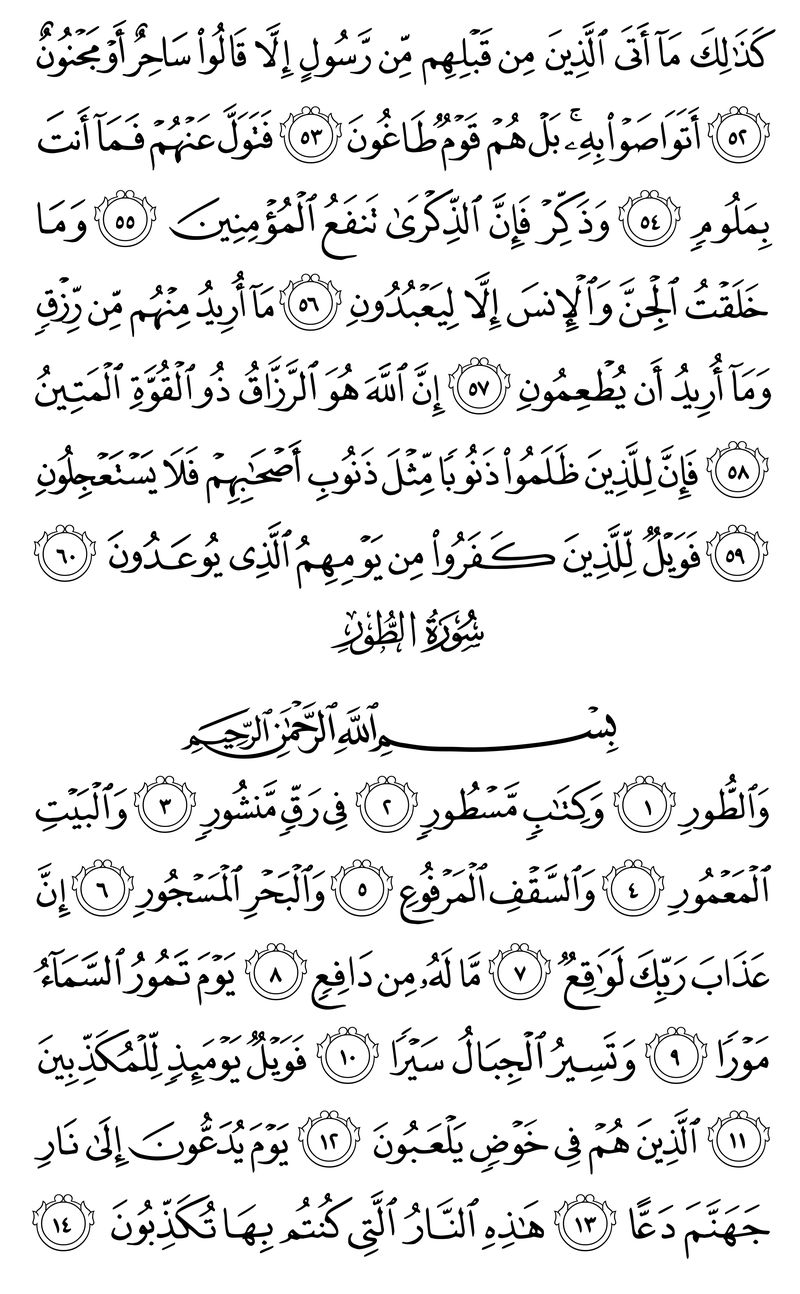 كَذَٰلِكَ مَآ أَتَى ٱلَّذِينَ مِن قَبۡلِهِم مِّن رَّسُولٍ إِلَّا قَالُواْ سَاحِرٌ أَوۡ مَجۡنُونٌ
٥٢ أَتَوَاصَوۡاْ بِهِۦۚ بَلۡ هُمۡ قَوۡمٞ طَاغُونَ ٥٣ فَتَوَلَّ عَنۡهُمۡ فَمَآ أَنتَ
بِمَلُومٖ ٥٤ وَذَكِّرۡ فَإِنَّ ٱلذِّكۡرَىٰ تَنفَعُ ٱلۡمُؤۡمِنِينَ ٥٥ وَمَا
خَلَقۡتُ ٱلۡجِنَّ وَٱلۡإِنسَ إِلَّا لِيَعۡبُدُونِ ٥٦ مَآ أُرِيدُ مِنۡهُم مِّن رِّزۡقٖ
وَمَآ أُرِيدُ أَن يُطۡعِمُونِ ٥٧ إِنَّ ٱللَّهَ هُوَ ٱلرَّزَّاقُ ذُو ٱلۡقُوَّةِ ٱلۡمَتِينُ
٥٨ فَإِنَّ لِلَّذِينَ ظَلَمُواْ ذَنُوبٗا مِّثۡلَ ذَنُوبِ أَصۡحَٰبِهِمۡ فَلَا يَسۡتَعۡجِلُونِ
٥٩ فَوَيۡلٞ لِّلَّذِينَ كَفَرُواْ مِن يَوۡمِهِمُ ٱلَّذِي يُوعَدُونَ ٦٠
سُورَةُ الطُّورِ
بِسۡمِ ٱللَّهِ ٱلرَّحۡمَٰنِ ٱلرَّحِيمِ
وَٱلطُّورِ ١ وَكِتَٰبٖ مَّسۡطُورٖ ٢ فِي رَقّٖ مَّنشُورٖ ٣ وَٱلۡبَيۡتِ
ٱلۡمَعۡمُورِ ٤ وَٱلسَّقۡفِ ٱلۡمَرۡفُوعِ ٥ وَٱلۡبَحۡرِ ٱلۡمَسۡجُورِ ٦ إِنَّ
عَذَابَ رَبِّكَ لَوَٰقِعٞ ٧ مَّا لَهُۥ مِن دَافِعٖ ٨ يَوۡمَ تَمُورُ ٱلسَّمَآءُ
مَوۡرٗا ٩ وَتَسِيرُ ٱلۡجِبَالُ سَيۡرٗا ١٠ فَوَيۡلٞ يَوۡمَئِذٖ لِّلۡمُكَذِّبِينَ
١١ ٱلَّذِينَ هُمۡ فِي خَوۡضٖ يَلۡعَبُونَ ١٢ يَوۡمَ يُدَعُّونَ إِلَىٰ نَارِ
جَهَنَّمَ دَعًّا ١٣ هَٰذِهِ ٱلنَّارُ ٱلَّتِي كُنتُم بِهَا تُكَذِّبُونَ ١٤